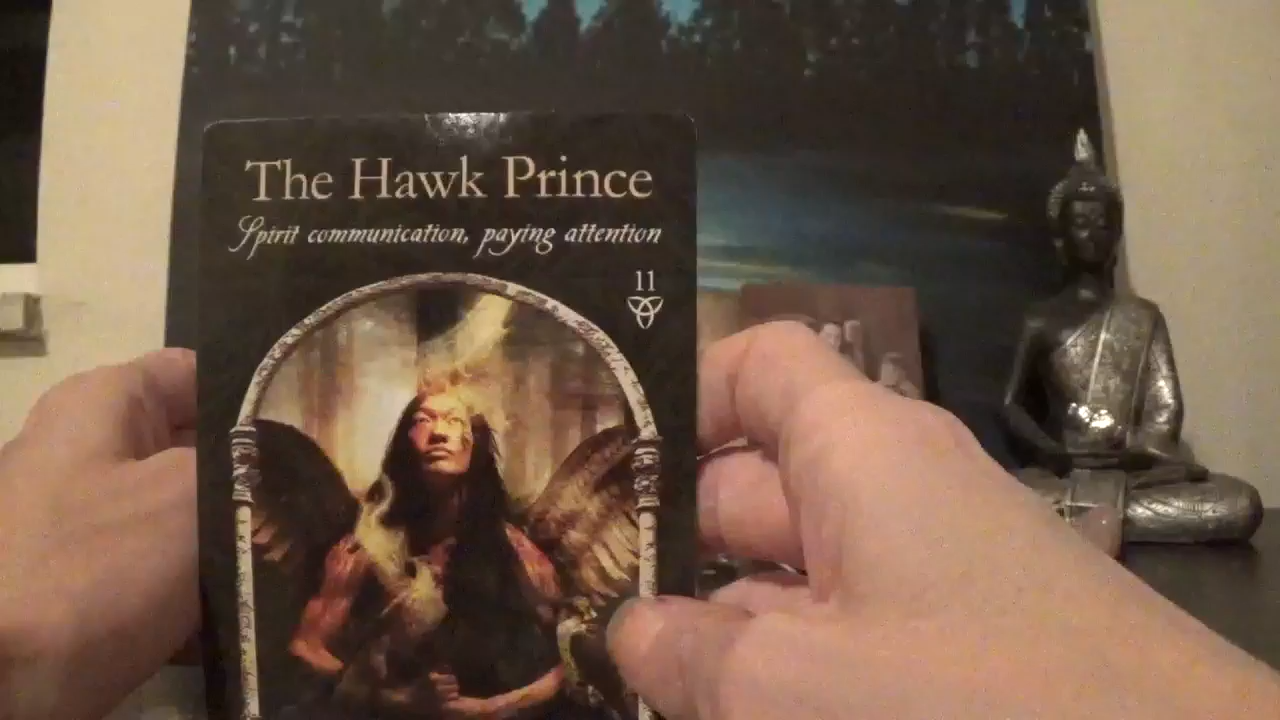 The Hawk Prince
Spirit communication, paying attention
11